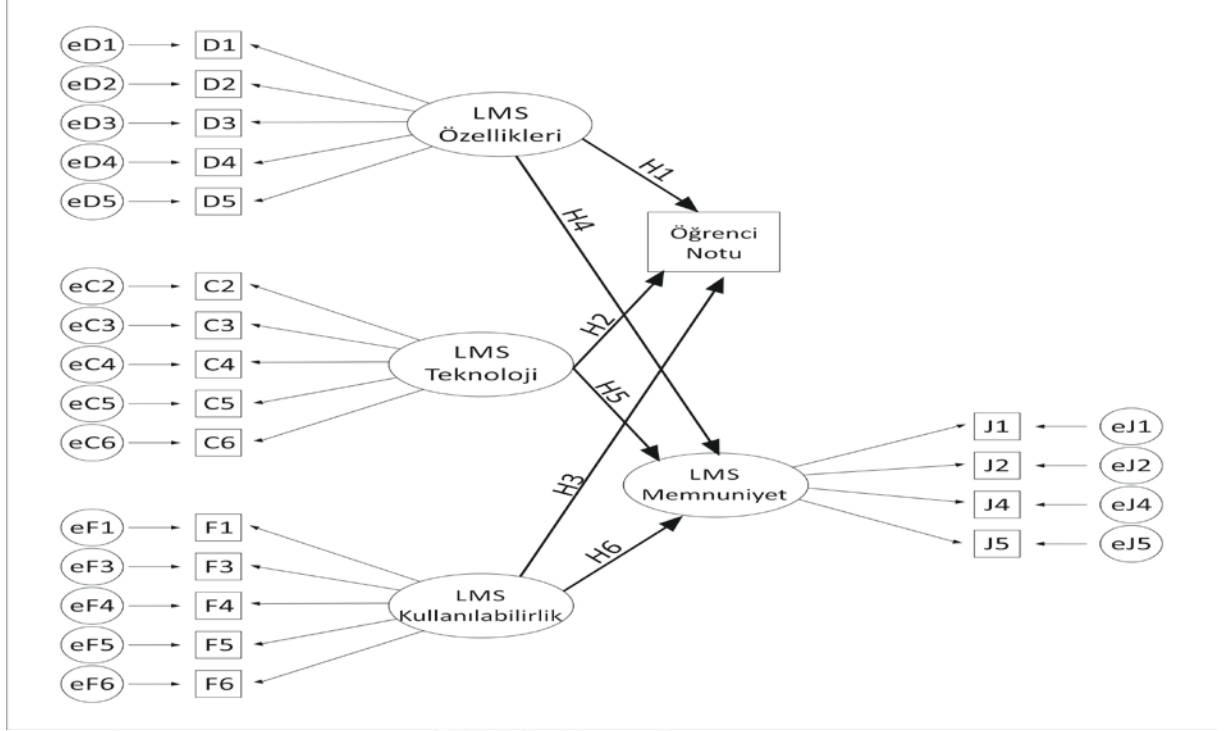 eD1 D1
eD2 D2
eD3 D3
eD4 D4
eD5 D5
LMS
Özellikleri
H1
H4
Öğrenci
Notu
eC2 C2
eC3 C3
eC4 C4
eC5 C5
eC6 C6
LMS
Teknoloji
H2
H5
H3
LMS
Memnuniyet
J1 eJ1
J2 eJ2
J4 eJ4
J5 eJ5
eF1 F1
eF3 F3
eF4 F4
eF5 F5
eF6 F6
LMS
Kullanılabilirlik
H6